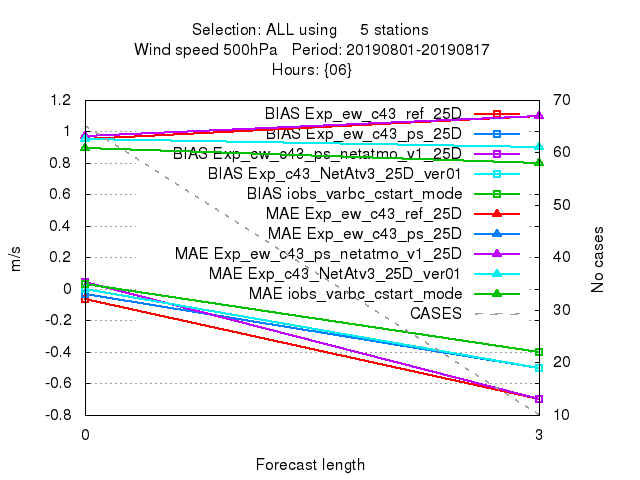 Selection: ALL using 5 stations
Wind speed 500hPa Period: 20190801-20190817
Hours: {06}
1.2
1
0.8
0.6
0.4
0.2
0
-0.2
-0.4
-0.6
-0.8
m/s
BIAS Exp_ew_c43_ref_25D
BIAS Exp_ew_c43_ps_25D
BIAS Exp_ew_c43_ps_netatmo_v1_25D
BIAS Exp_c43_NetAtv3_25D_ver01
BIAS iobs_varbc_cstart_mode
MAE Exp_ew_c43_ref_25D
MAE Exp_ew_c43_ps_25D
MAE Exp_ew_c43_ps_netatmo_v1_25D
MAE Exp_c43_NetAtv3_25D_ver01
MAE iobs_varbc_cstart_mode
CASES
70
60
50
40
30
20
10
No cases
0 3
Forecast length